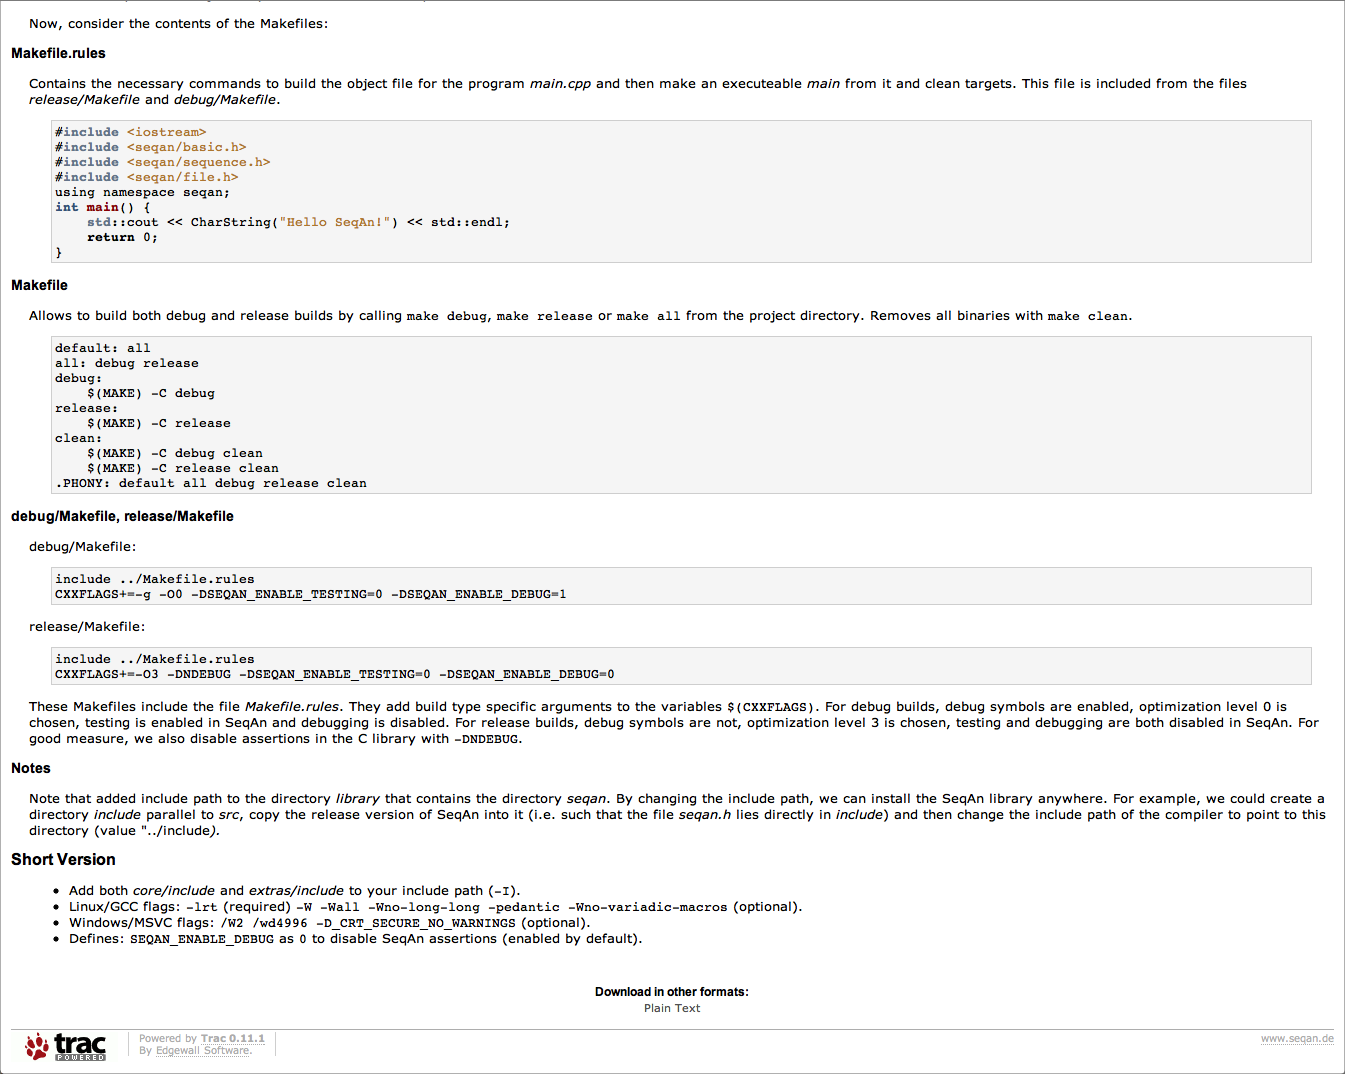 Now, consider the contents of the Makefiles:
Makefile.rules
Contains the necessary commands to build the object file for the program main.cpp and then make an executeable main from it and clean targets. This file is included from the files
release/Makefile and debug/Makefile.
#include <iostream>
#include <seqan/basic.h>
#include <seqan/sequence.h>
#include <seqan/file.h>
using namespace seqan;
int main() {
    std::cout << CharString("Hello SeqAn!") << std::endl;
    return 0;
}
Makefile
Allows to build both debug and release builds by calling make debug, make release or make all from the project directory. Removes all binaries with make clean.
default: all
all: debug release
debug:
    $(MAKE) -C debug
release:
    $(MAKE) -C release
clean:
    $(MAKE) -C debug clean
    $(MAKE) -C release clean
.PHONY: default all debug release clean
debug/Makefile, release/Makefile
debug/Makefile:
include ../Makefile.rules
CXXFLAGS+=-g -O0 -DSEQAN_ENABLE_TESTING=0 -DSEQAN_ENABLE_DEBUG=1
release/Makefile:
include ../Makefile.rules
CXXFLAGS+=-O3 -DNDEBUG -DSEQAN_ENABLE_TESTING=0 -DSEQAN_ENABLE_DEBUG=0
These Makefiles include the file Makefile.rules. They add build type specific arguments to the variables $(CXXFLAGS). For debug builds, debug symbols are enabled, optimization level 0 is
chosen, testing is enabled in SeqAn and debugging is disabled. For release builds, debug symbols are not, optimization level 3 is chosen, testing and debugging are both disabled in SeqAn. For
good measure, we also disable assertions in the C library with -DNDEBUG.
Notes
Note that added include path to the directory library that contains the directory seqan. By changing the include path, we can install the SeqAn library anywhere. For example, we could create a
directory include parallel to src, copy the release version of SeqAn into it (i.e. such that the file seqan.h lies directly in include) and then change the include path of the compiler to point to this
directory (value "../include).
Short Version
• Add both core/include and extras/include to your include path (-I).
• Linux/GCC flags: -lrt (required) -W -Wall -Wno-long-long -pedantic -Wno-variadic-macros (optional).
• Windows/MSVC flags: /W2 /wd4996 -D_CRT_SECURE_NO_WARNINGS (optional).
• Defines: SEQAN_ENABLE_DEBUG as 0 to disable SeqAn assertions (enabled by default).
Download in other formats:
Plain Text
trac
POWERED
Powered by Trac 0.11.1
By Edgewall Software.
www.seqan.de